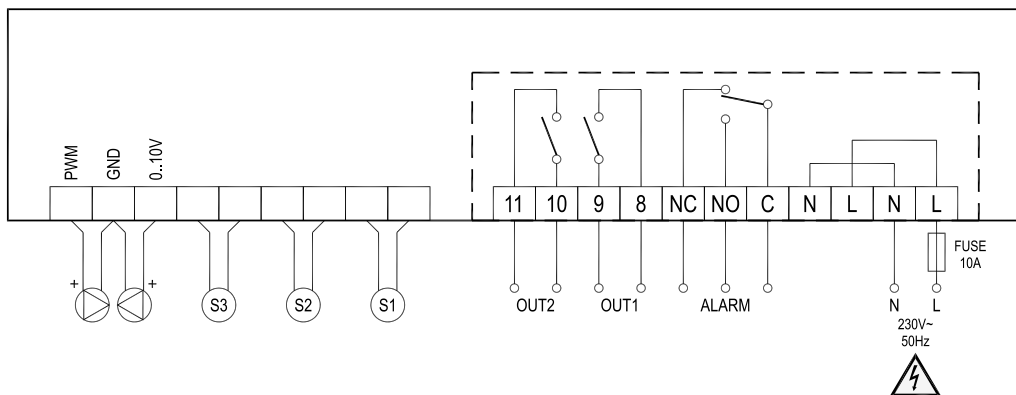 PWM
GND
0..10V
11 10 9 8 NC NO C N L N L
FUSE
10A
+ + S3 S2 S1
OUT2 OUT1 ALARM N L
230V~
50Hz